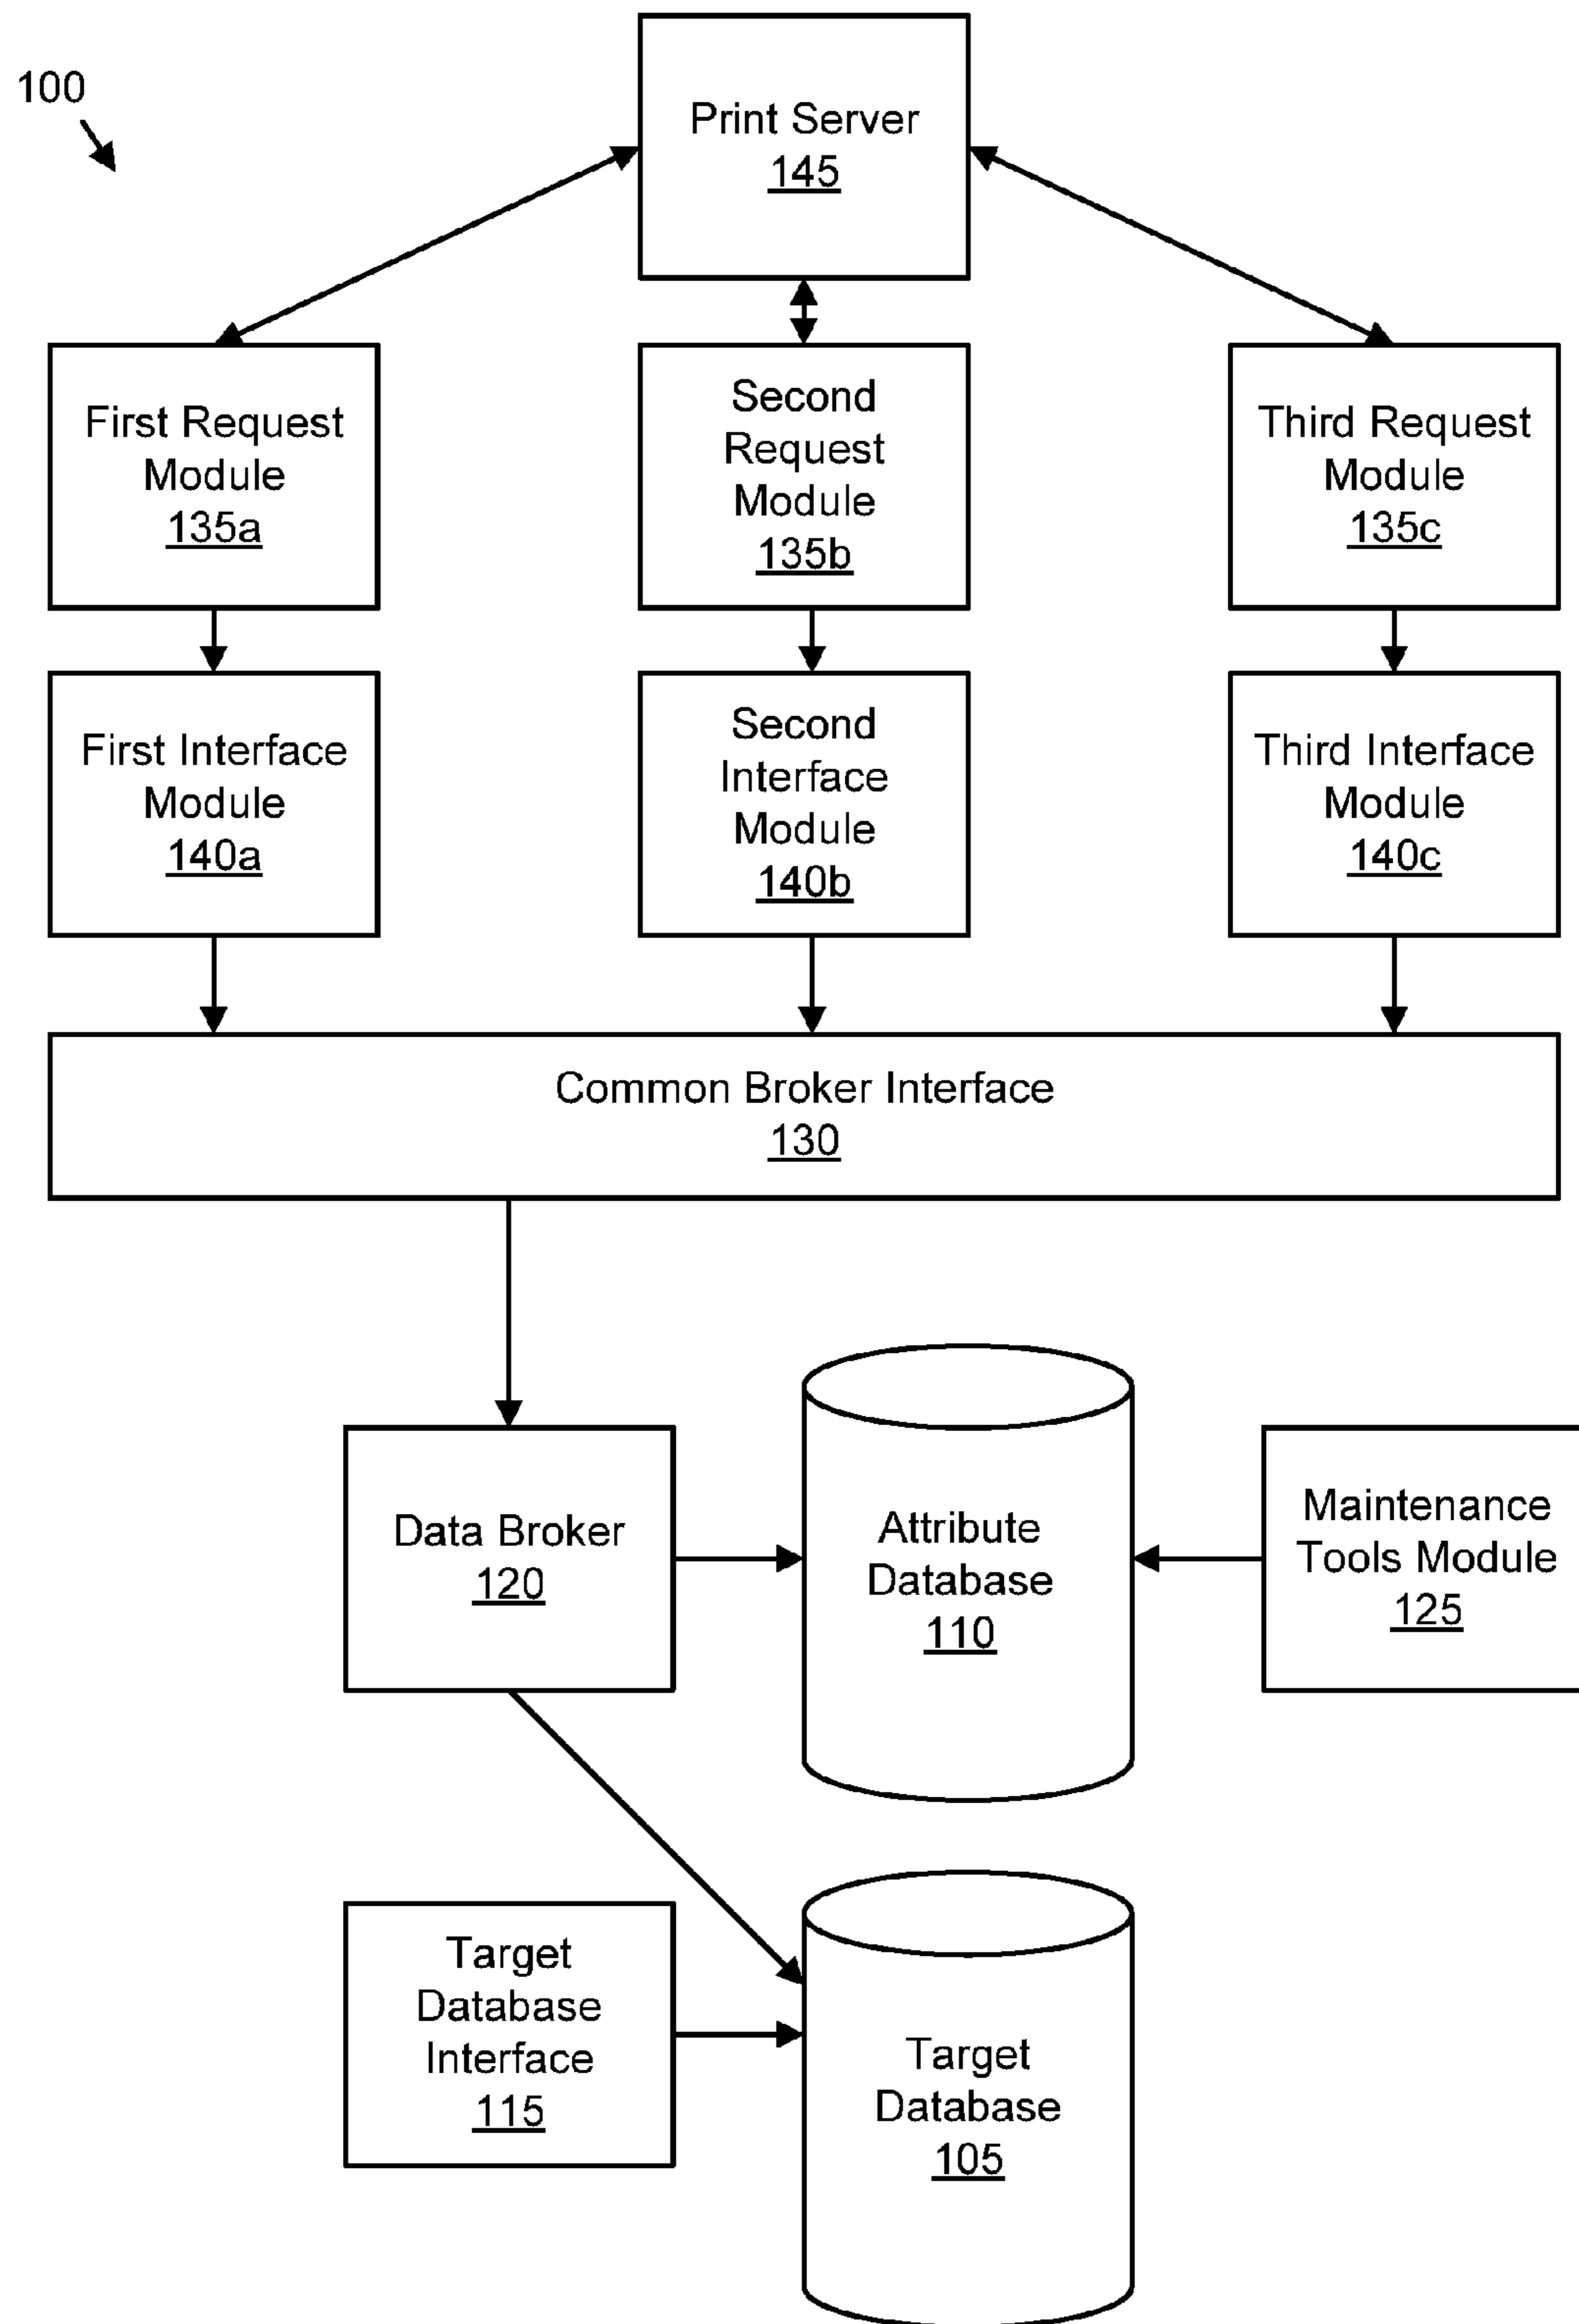 100
Print Server
145
First Request
Module
135a
Second
Request
Module
135b
Third Request
Module
135c
First Interface
Module
140a
Second
Interface
Module
140b
Third Interface
Module
140c
Common Broker Interface
130
Data Broker
120
Attribute
Database
110
Maintenance
Tools Module
125
Target
Database
Interface
115
Target
Database
105